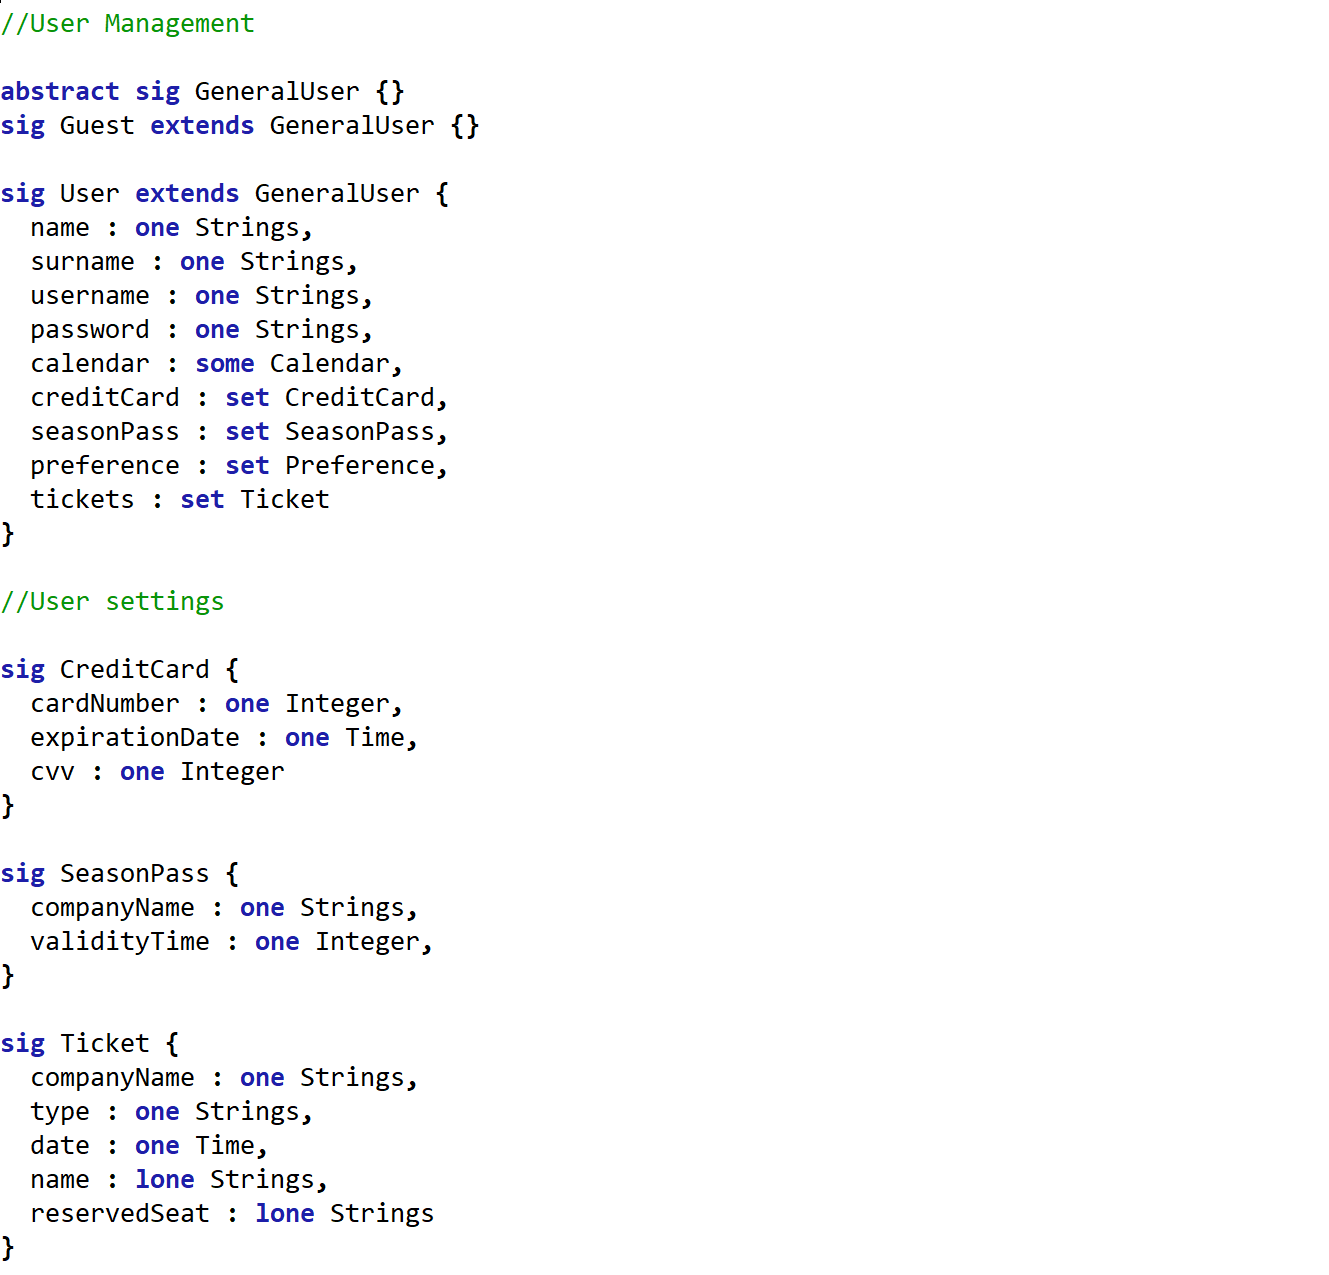 //User Management

abstract sig GeneralUser {}
sig Guest extends GeneralUser {}

sig User extends GeneralUser {
  name : one Strings,
  surname : one Strings,
  username : one Strings,
  password : one Strings,
  calendar : some Calendar,
  creditCard : set CreditCard,
  seasonPass : set SeasonPass,
  preference : set Preference,
  tickets : set Ticket
}

//User settings

sig CreditCard {
  cardNumber : one Integer,
  expirationDate : one Time,
  cvv : one Integer
}

sig SeasonPass {
  companyName : one Strings,
  validityTime : one Integer,
}

sig Ticket {
  companyName : one Strings,
  type : one Strings,
  date : one Time,
  name : lone Strings,
  reservedSeat : lone Strings
}